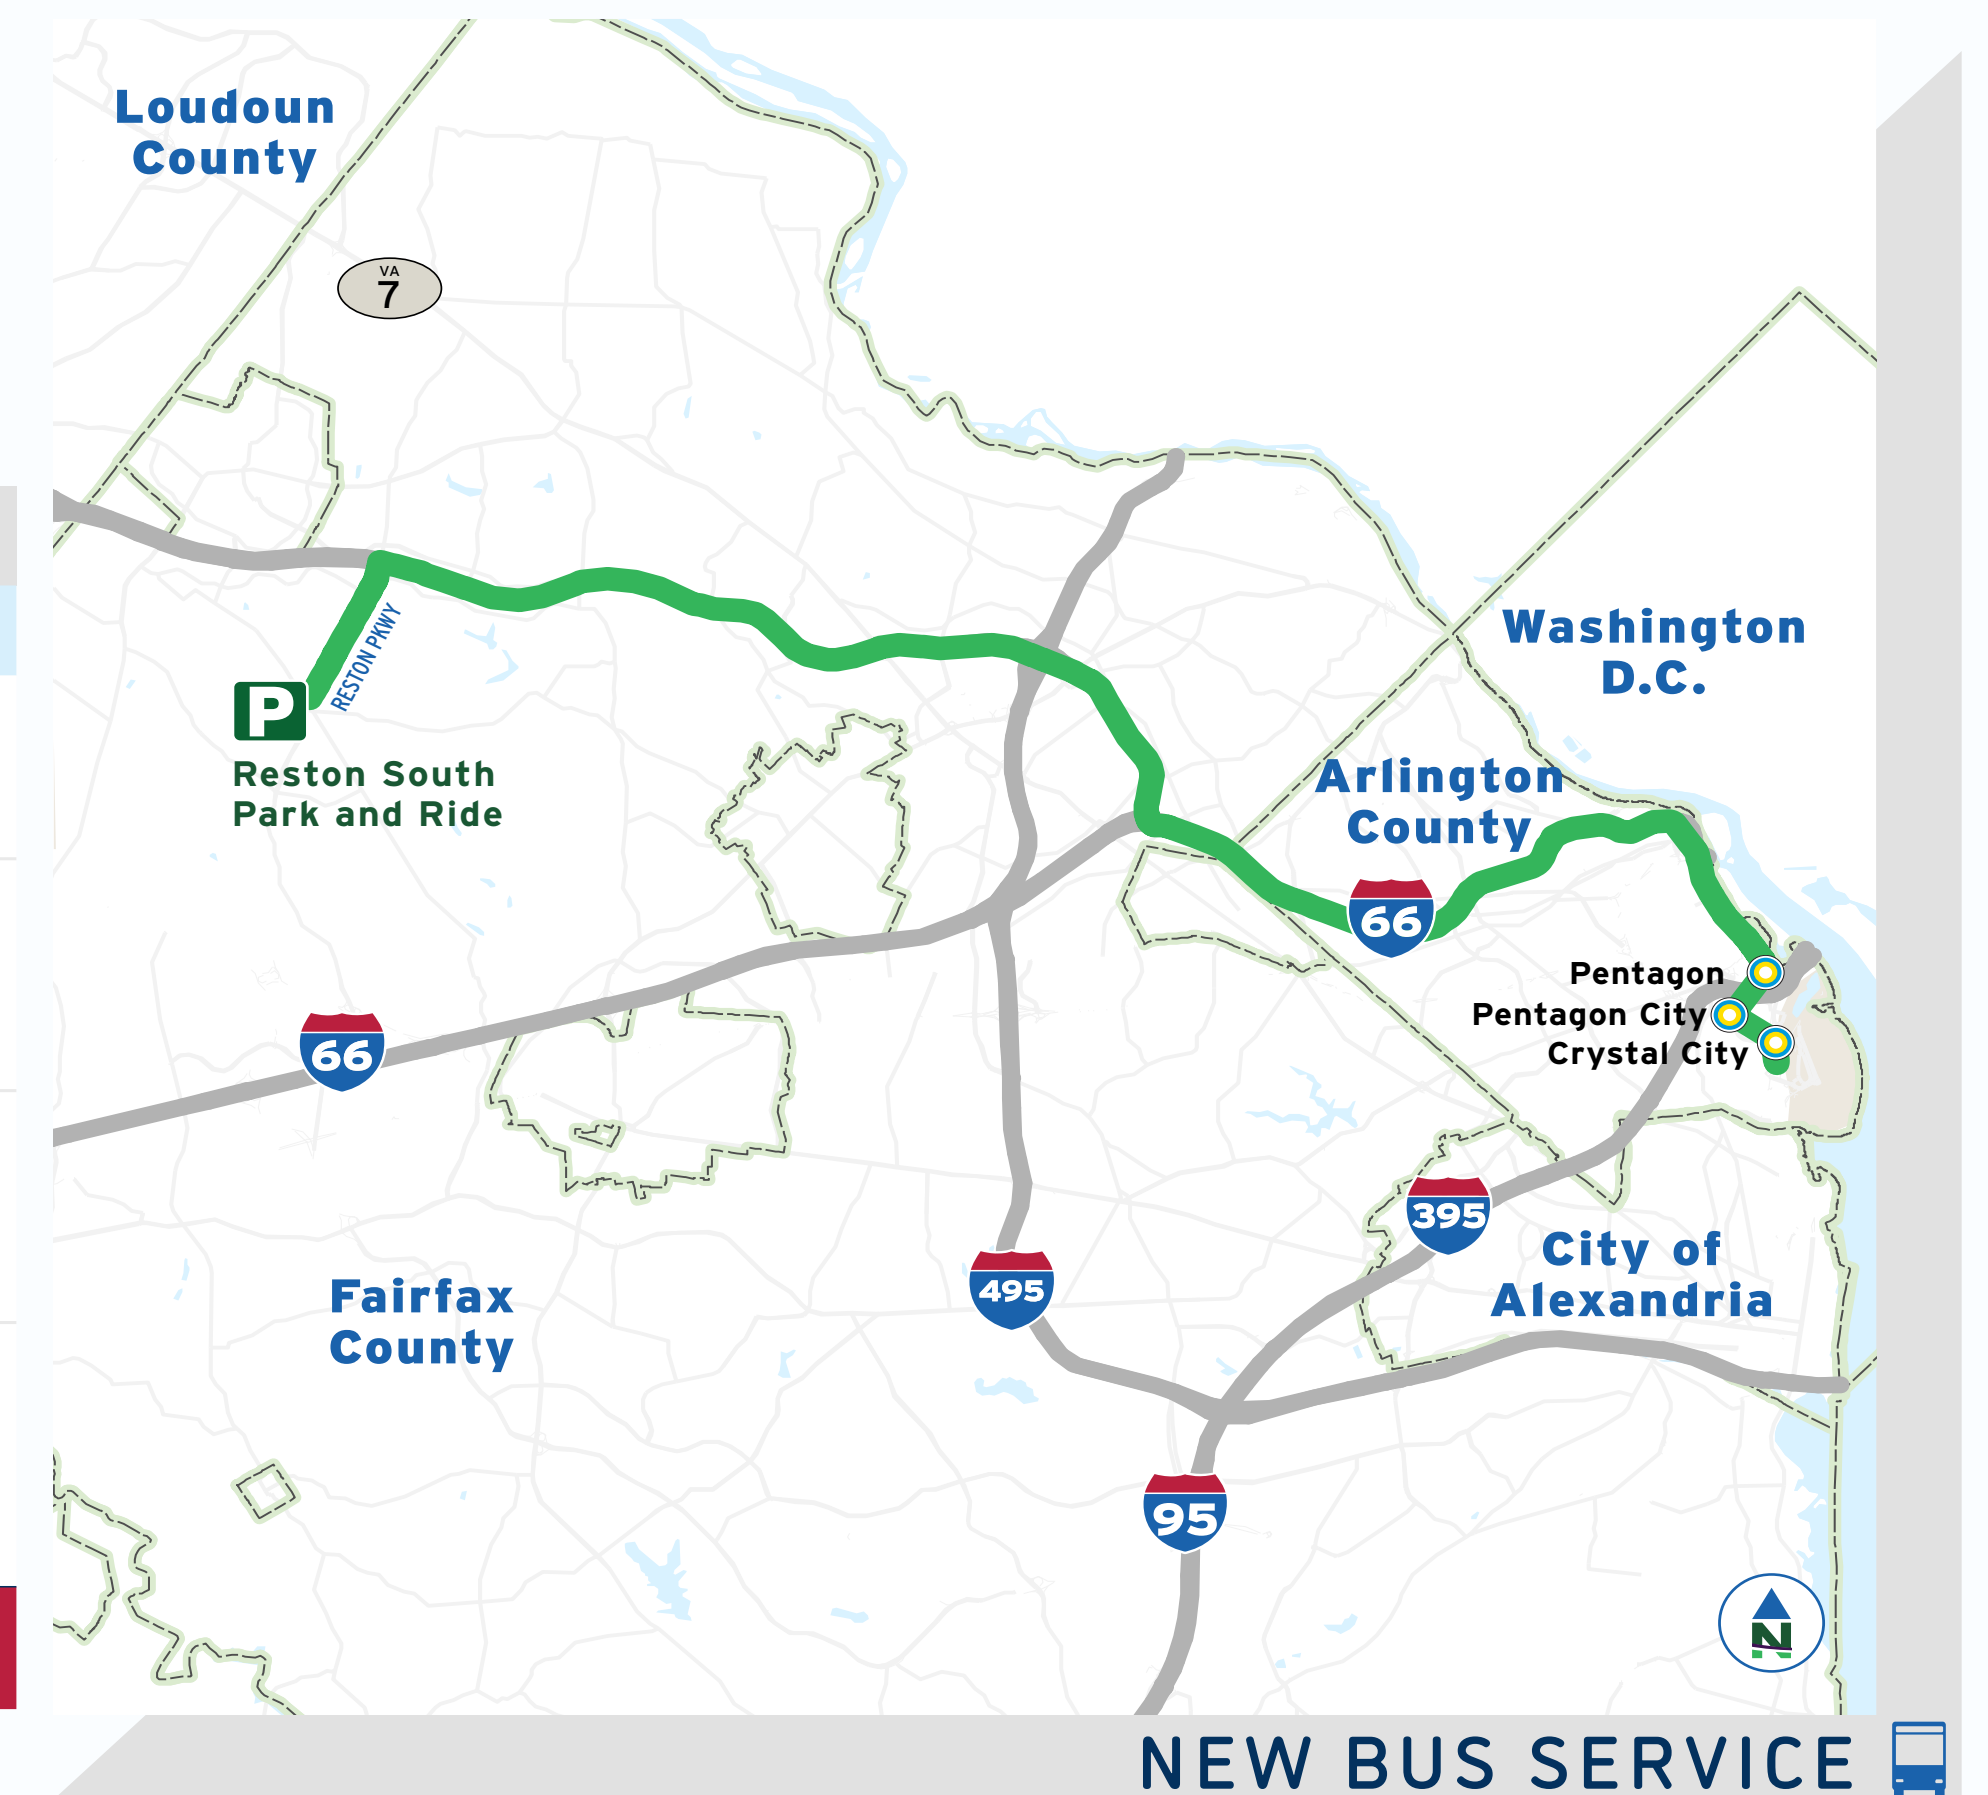 Loudoun
County
VA
7
RESTON PKWY
P
Reston South
Park and Ride
Washington
D.C.
Arlington
County
66
Pentagon
Pentagon City
Crystal City
66
395
City of
Alexandria
495
Fairfax
County
95
N
NEW BUS SERVICE